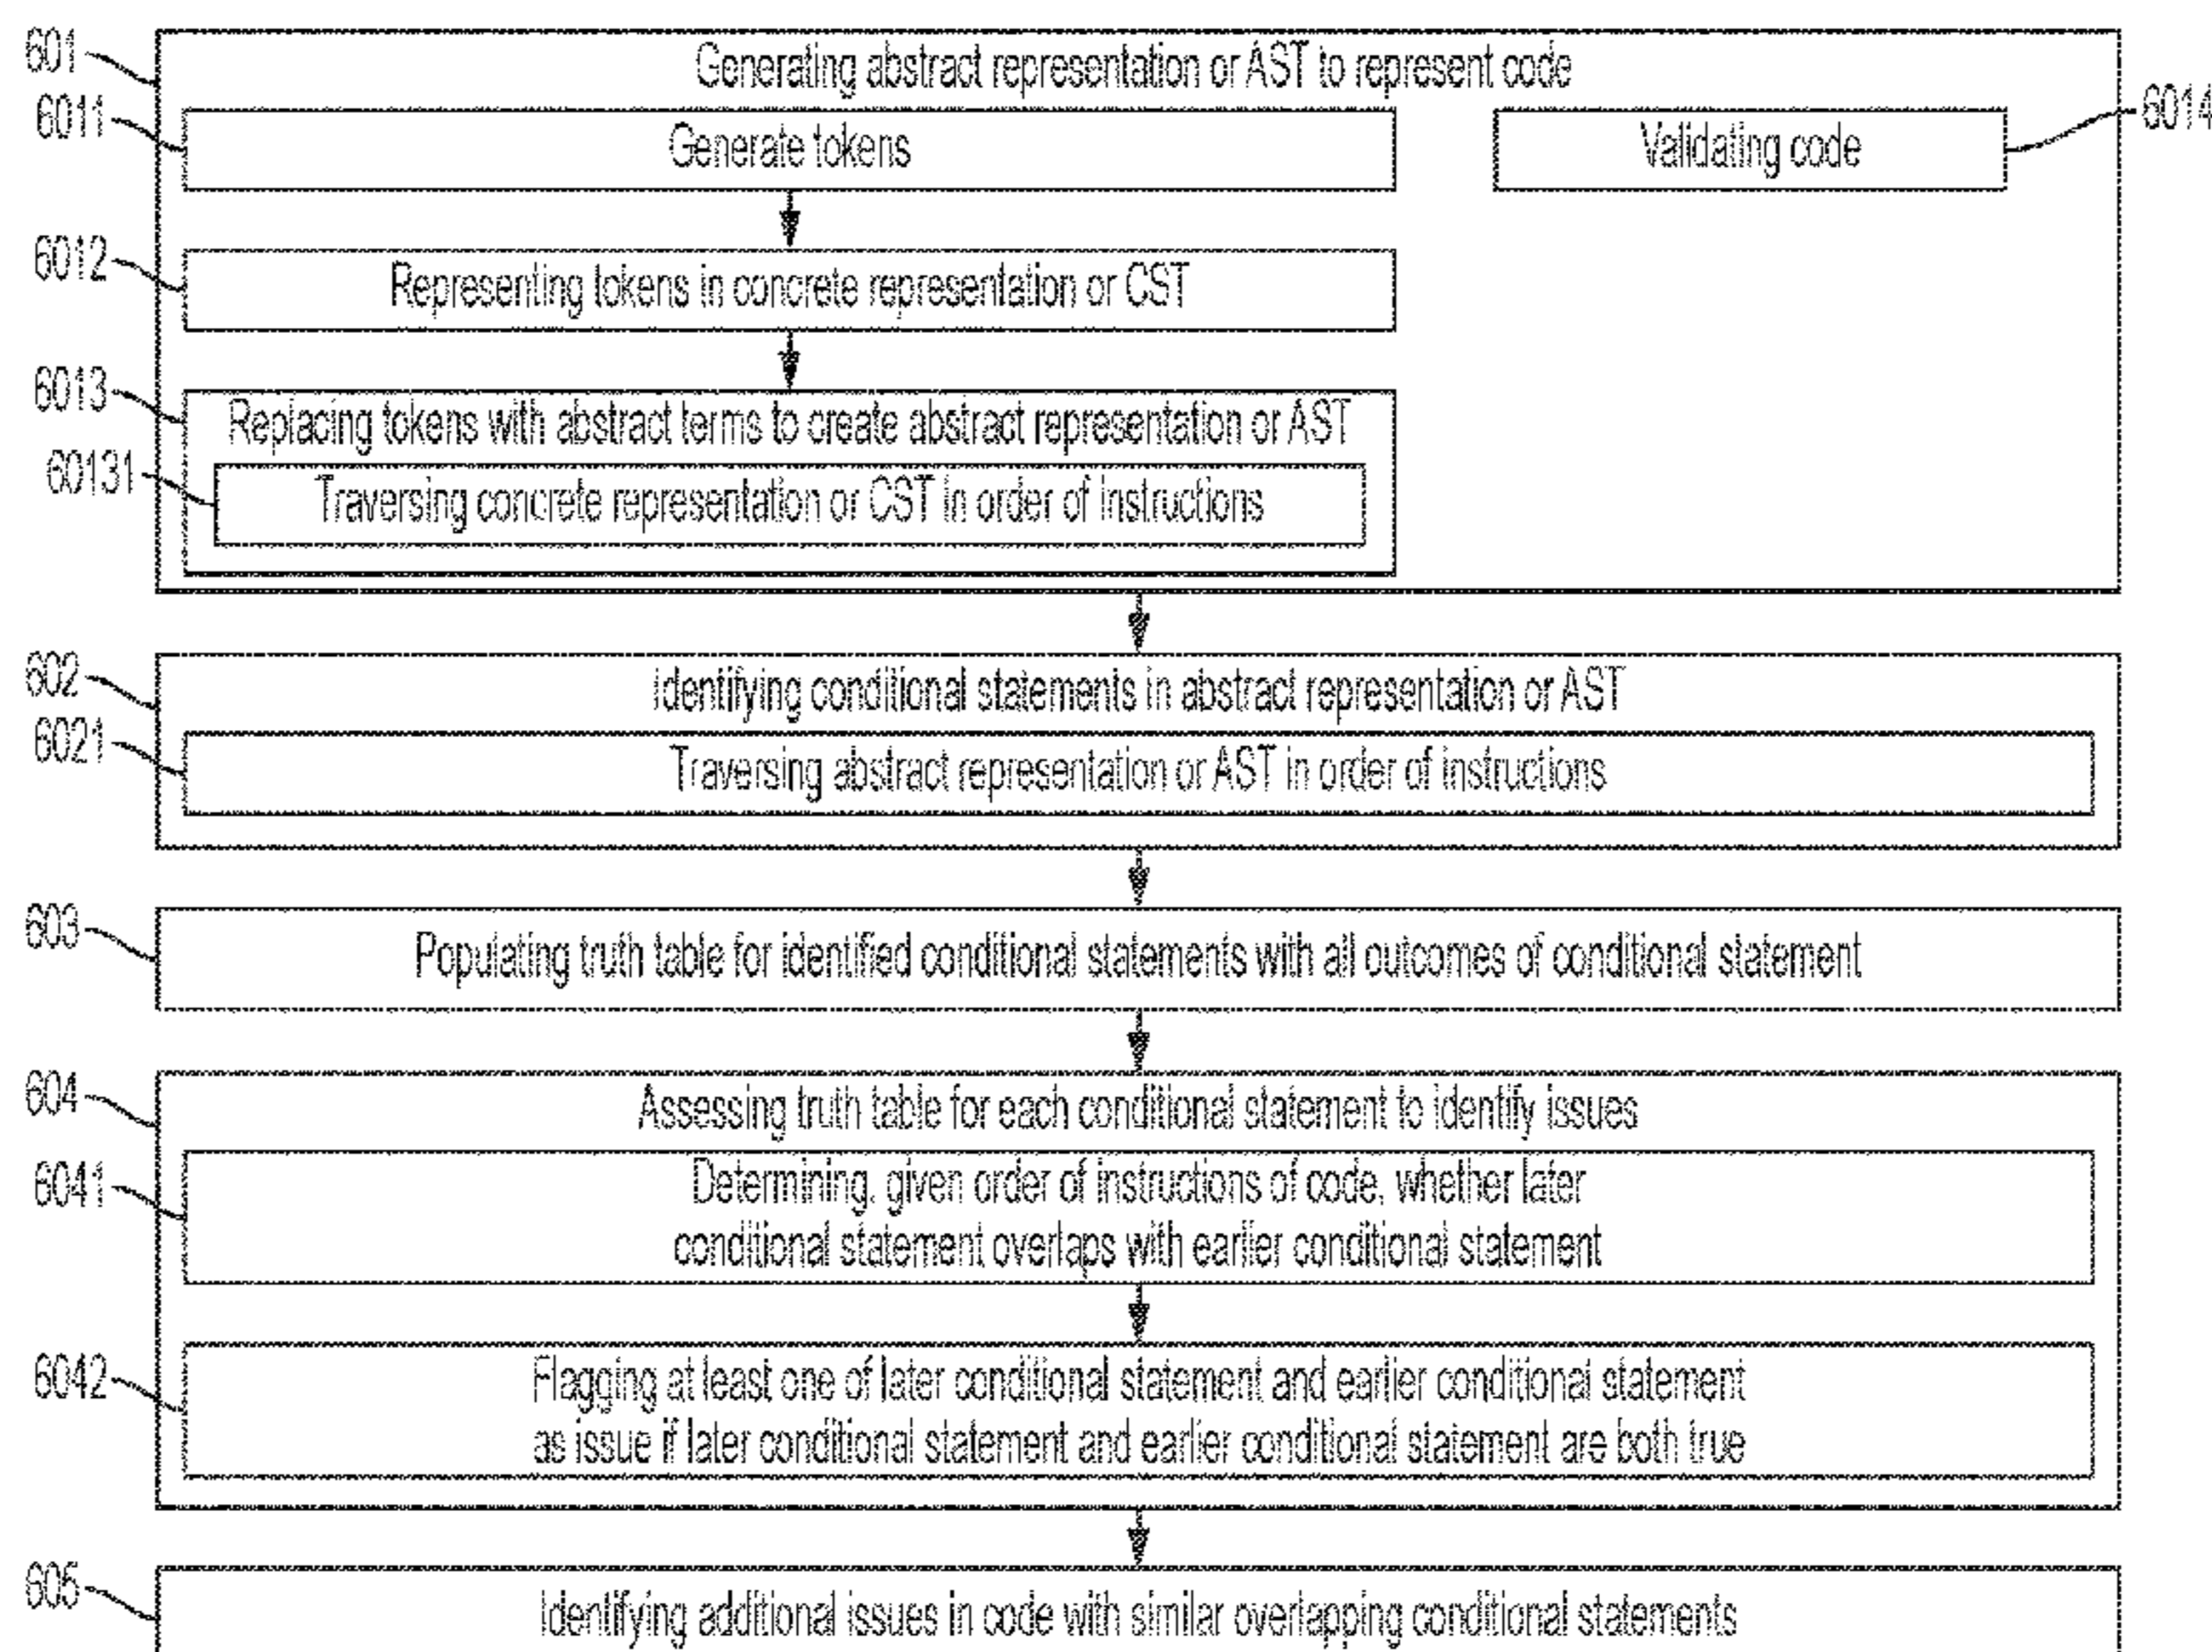 601
Generating abstract representation or AST to represent code
6011
Generate tokens
Validating code
6014
6012
Representing tokens in concrete representation or CST
6013
Replacing tokens with abstract terms to create abstract representation or AST
60131
Traversing concrete representation or CST in order of instructions
602
Identifying conditional statements in abstract representation or AST
6021
Traversing abstract representation or AST in order of instructions
603
Populating truth table for identified conditional statements with all outcomes of conditional statement
604
Assessing truth table for each conditional statement to identify issues
6041
Determining, given order of instructions of code, whether later
conditional statement overlaps with earlier conditional statement
6042
Flagging at least one of later conditional statement and earlier conditional statement
as issue if later conditional statement and earlier conditional statement are both true
605
Identifying additional issues in code with similar overlapping conditional statements